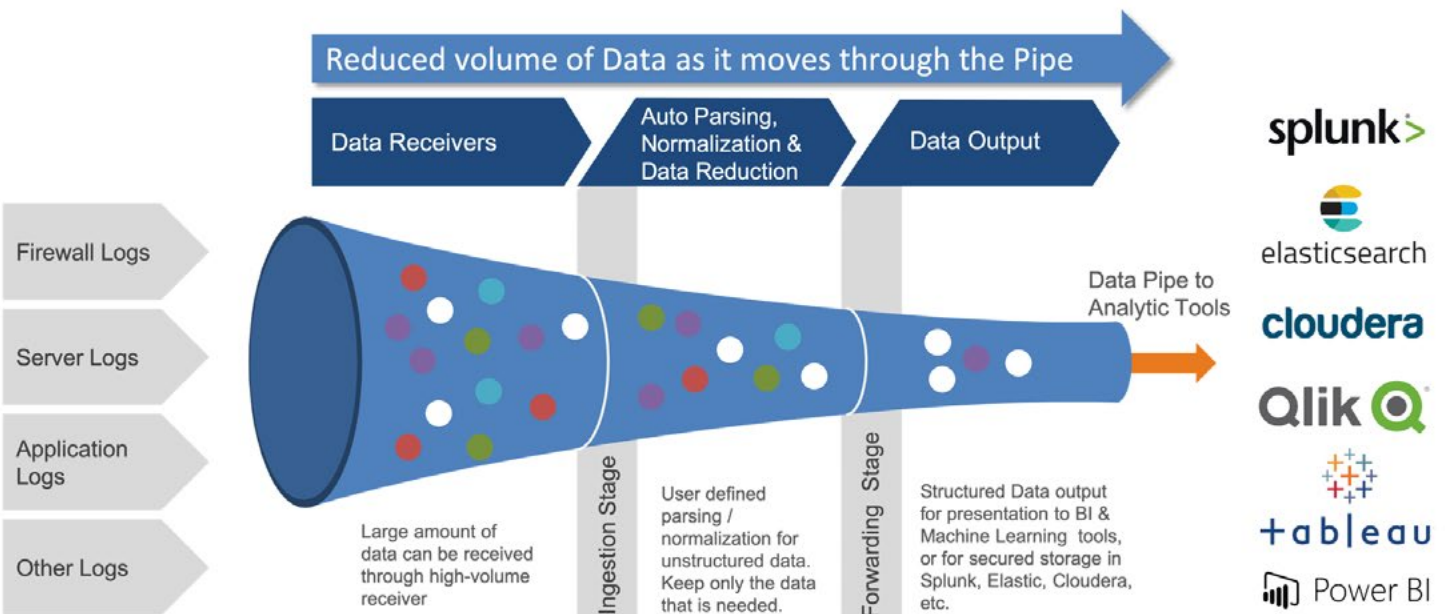 Reduced volume of Data as it moves through the Pipe
Data Receivers
Auto Parsing,
Normalization &
Data Reduction
Data Output
Firewall Logs
Server Logs
Application
Logs
Other Logs
Large amount of
data can be received
through high-volume
receiver
Ingestion Stage
User defined
parsing /
normalization for
unstructured data.
Keep only the data
that is needed.
Forwarding Stage
Structured Data output
for presentation to BI &
Machine Learning tools,
or for secured storage in
Splunk, Elastic, Cloudera,
etc.
Data Pipe to
Analytic Tools
splunk>
elasticsearch
cloudera
Qlik
+ableau
Power BI